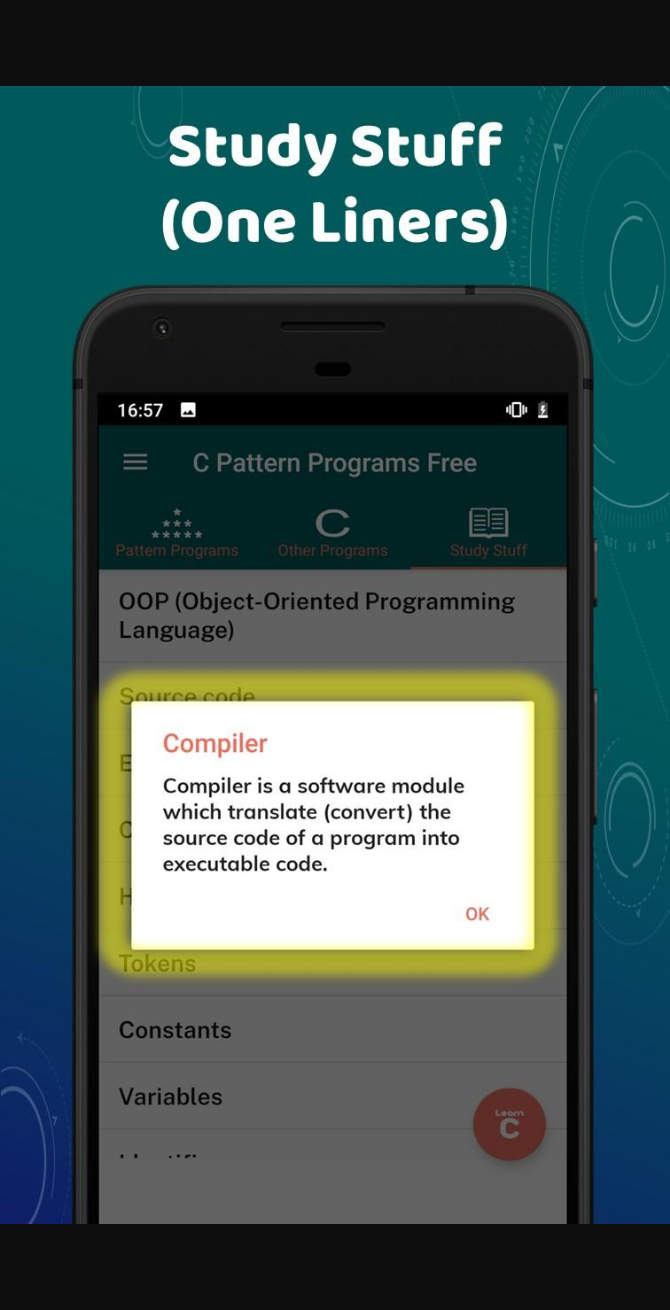 Study Stuff
(One Liners)
16:57
C Pattern Programs Free
Pattern Programs
Other Programs
Study Stuff
OOP (Object-Oriented Programming
Language)
Source code
Compiler
Compiler is a software module
which translate (convert) the
source code of a program into
executable code.
OK
Tokens
Constants
Variables
Learn
C